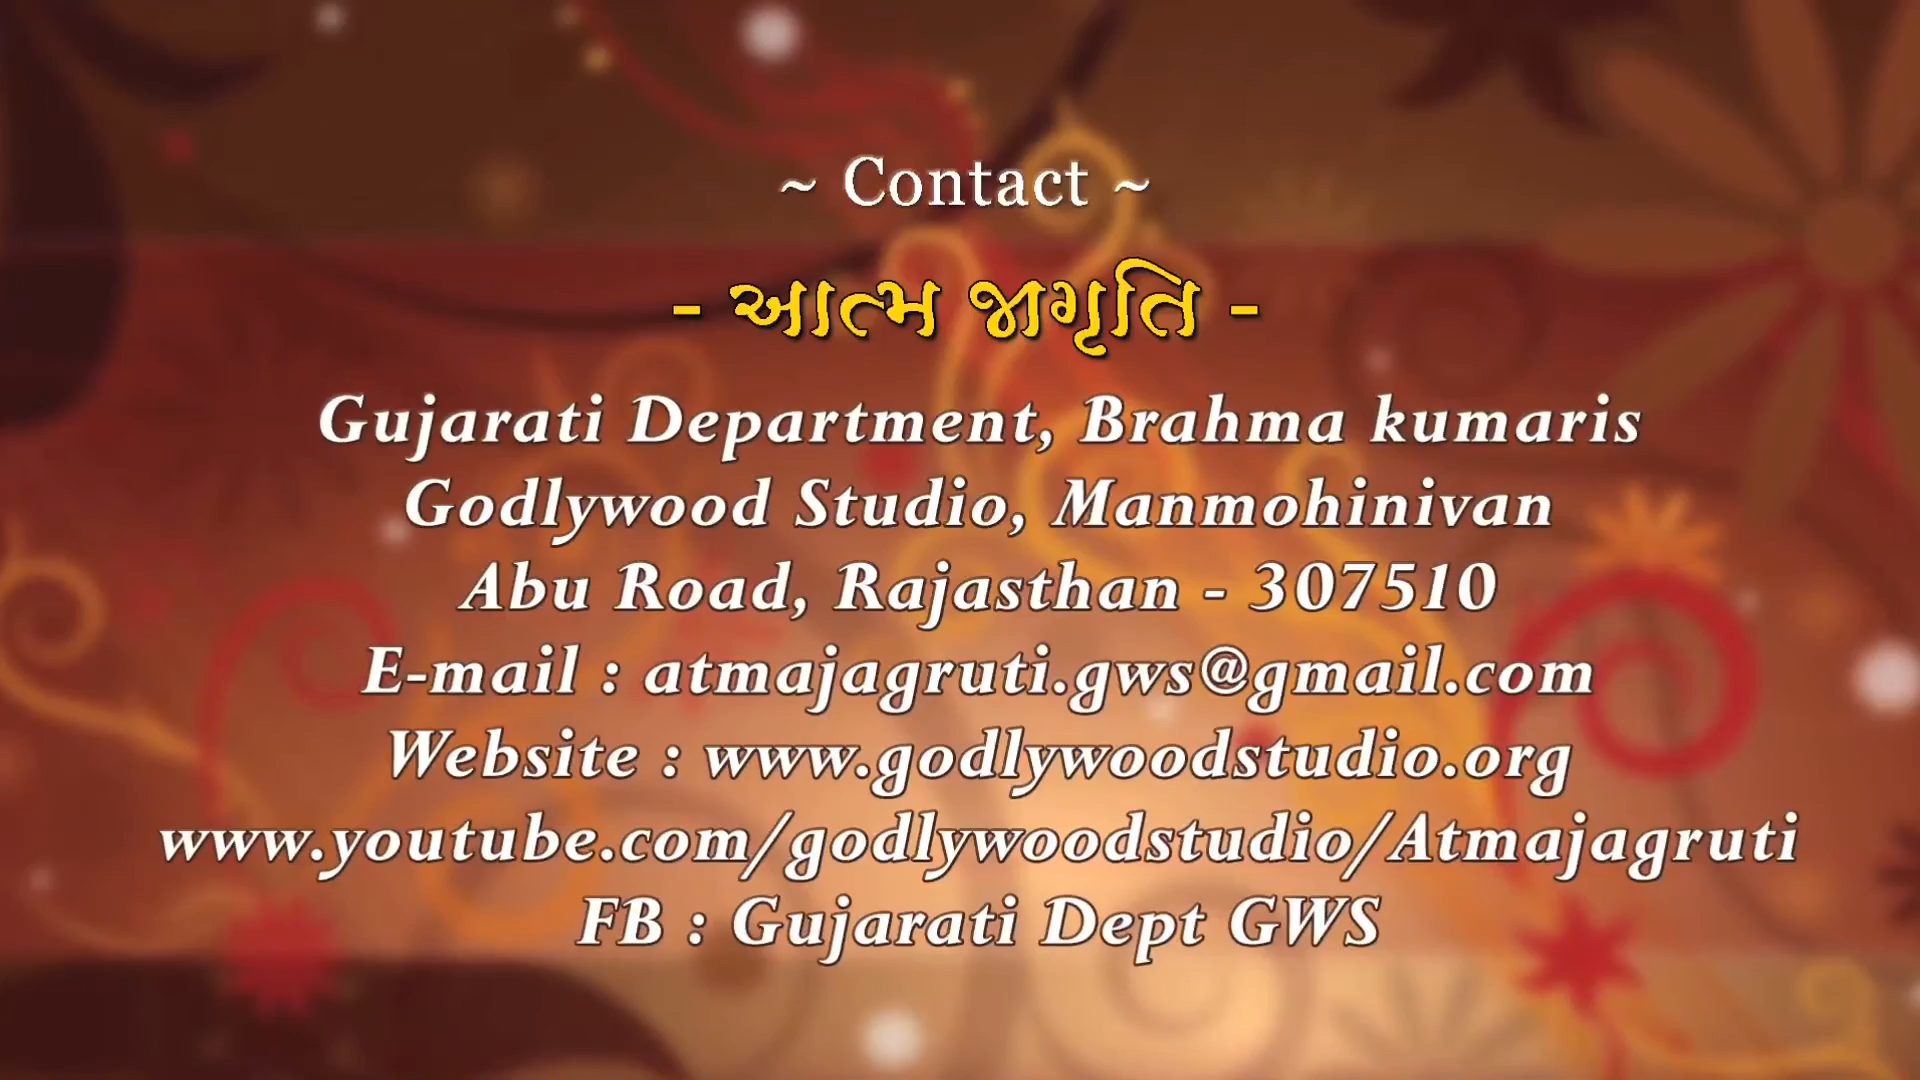 ~ Contact ~
- આત્મ જાગૃતિ -
Gujarati Department, Brahma kumaris
Godlywood Studio, Manmohinivan
Abu Road, Rajasthan - 307510
E-mail : atmajagruti.gws@gmail.com
Website : www.godlywoodstudio.org
www.youtube.com/godlywoodstudio/Atmajagruti
FB : Gujarati Dept GWS